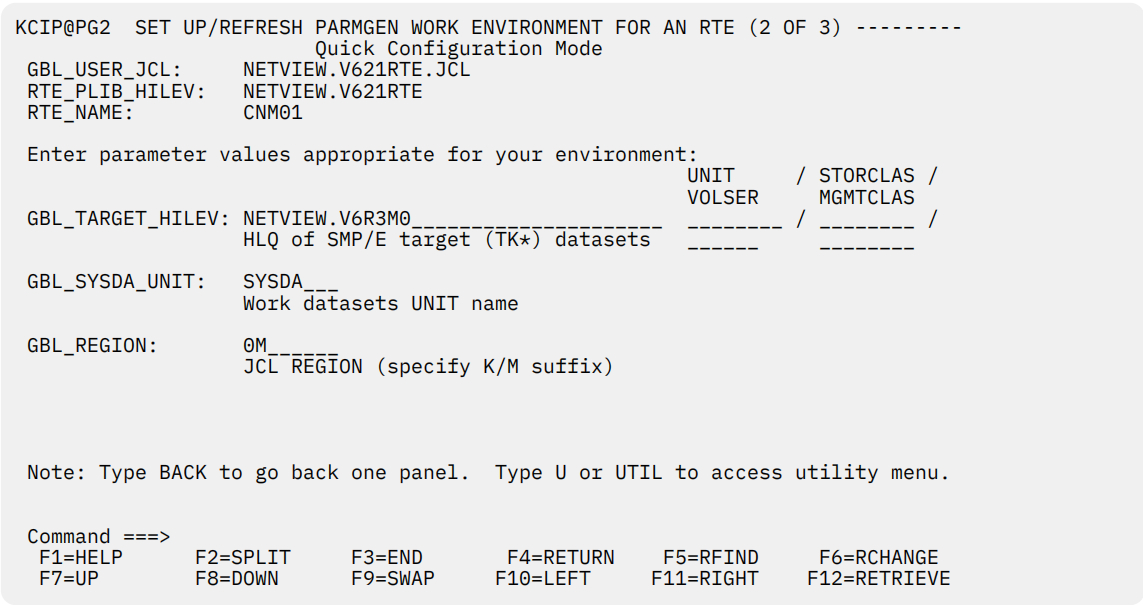 KCIP@PG2  SET UP/REFRESH PARMGEN WORK ENVIRONMENT FOR AN RTE (2 OF 3) ---------
                         Quick Configuration Mode
 GBL_USER_JCL:     NETVIEW.V621RTE.JCL
 RTE_PLIB_HILEV:   NETVIEW.V621RTE
 RTE_NAME:         CNM01
 Enter parameter values appropriate for your environment:
                                                        UNIT     / STORCLAS /
                                                        VOLSER     MGMTCLAS
 GBL_TARGET_HILEV: NETVIEW.V6R3M0_____________________  ________ / ________ /
                   HLQ of SMP/E target (TK*) datasets   ______     ________
 GBL_SYSDA_UNIT:   SYSDA___
                   Work datasets UNIT name
 GBL_REGION:       0M______
                   JCL REGION (specify K/M suffix)
 Note: Type BACK to go back one panel.  Type U or UTIL to access utility menu.
 Command ===>
  F1=HELP      F2=SPLIT     F3=END       F4=RETURN    F5=RFIND     F6=RCHANGE
  F7=UP        F8=DOWN      F9=SWAP     F10=LEFT     F11=RIGHT    F12=RETRIEVE